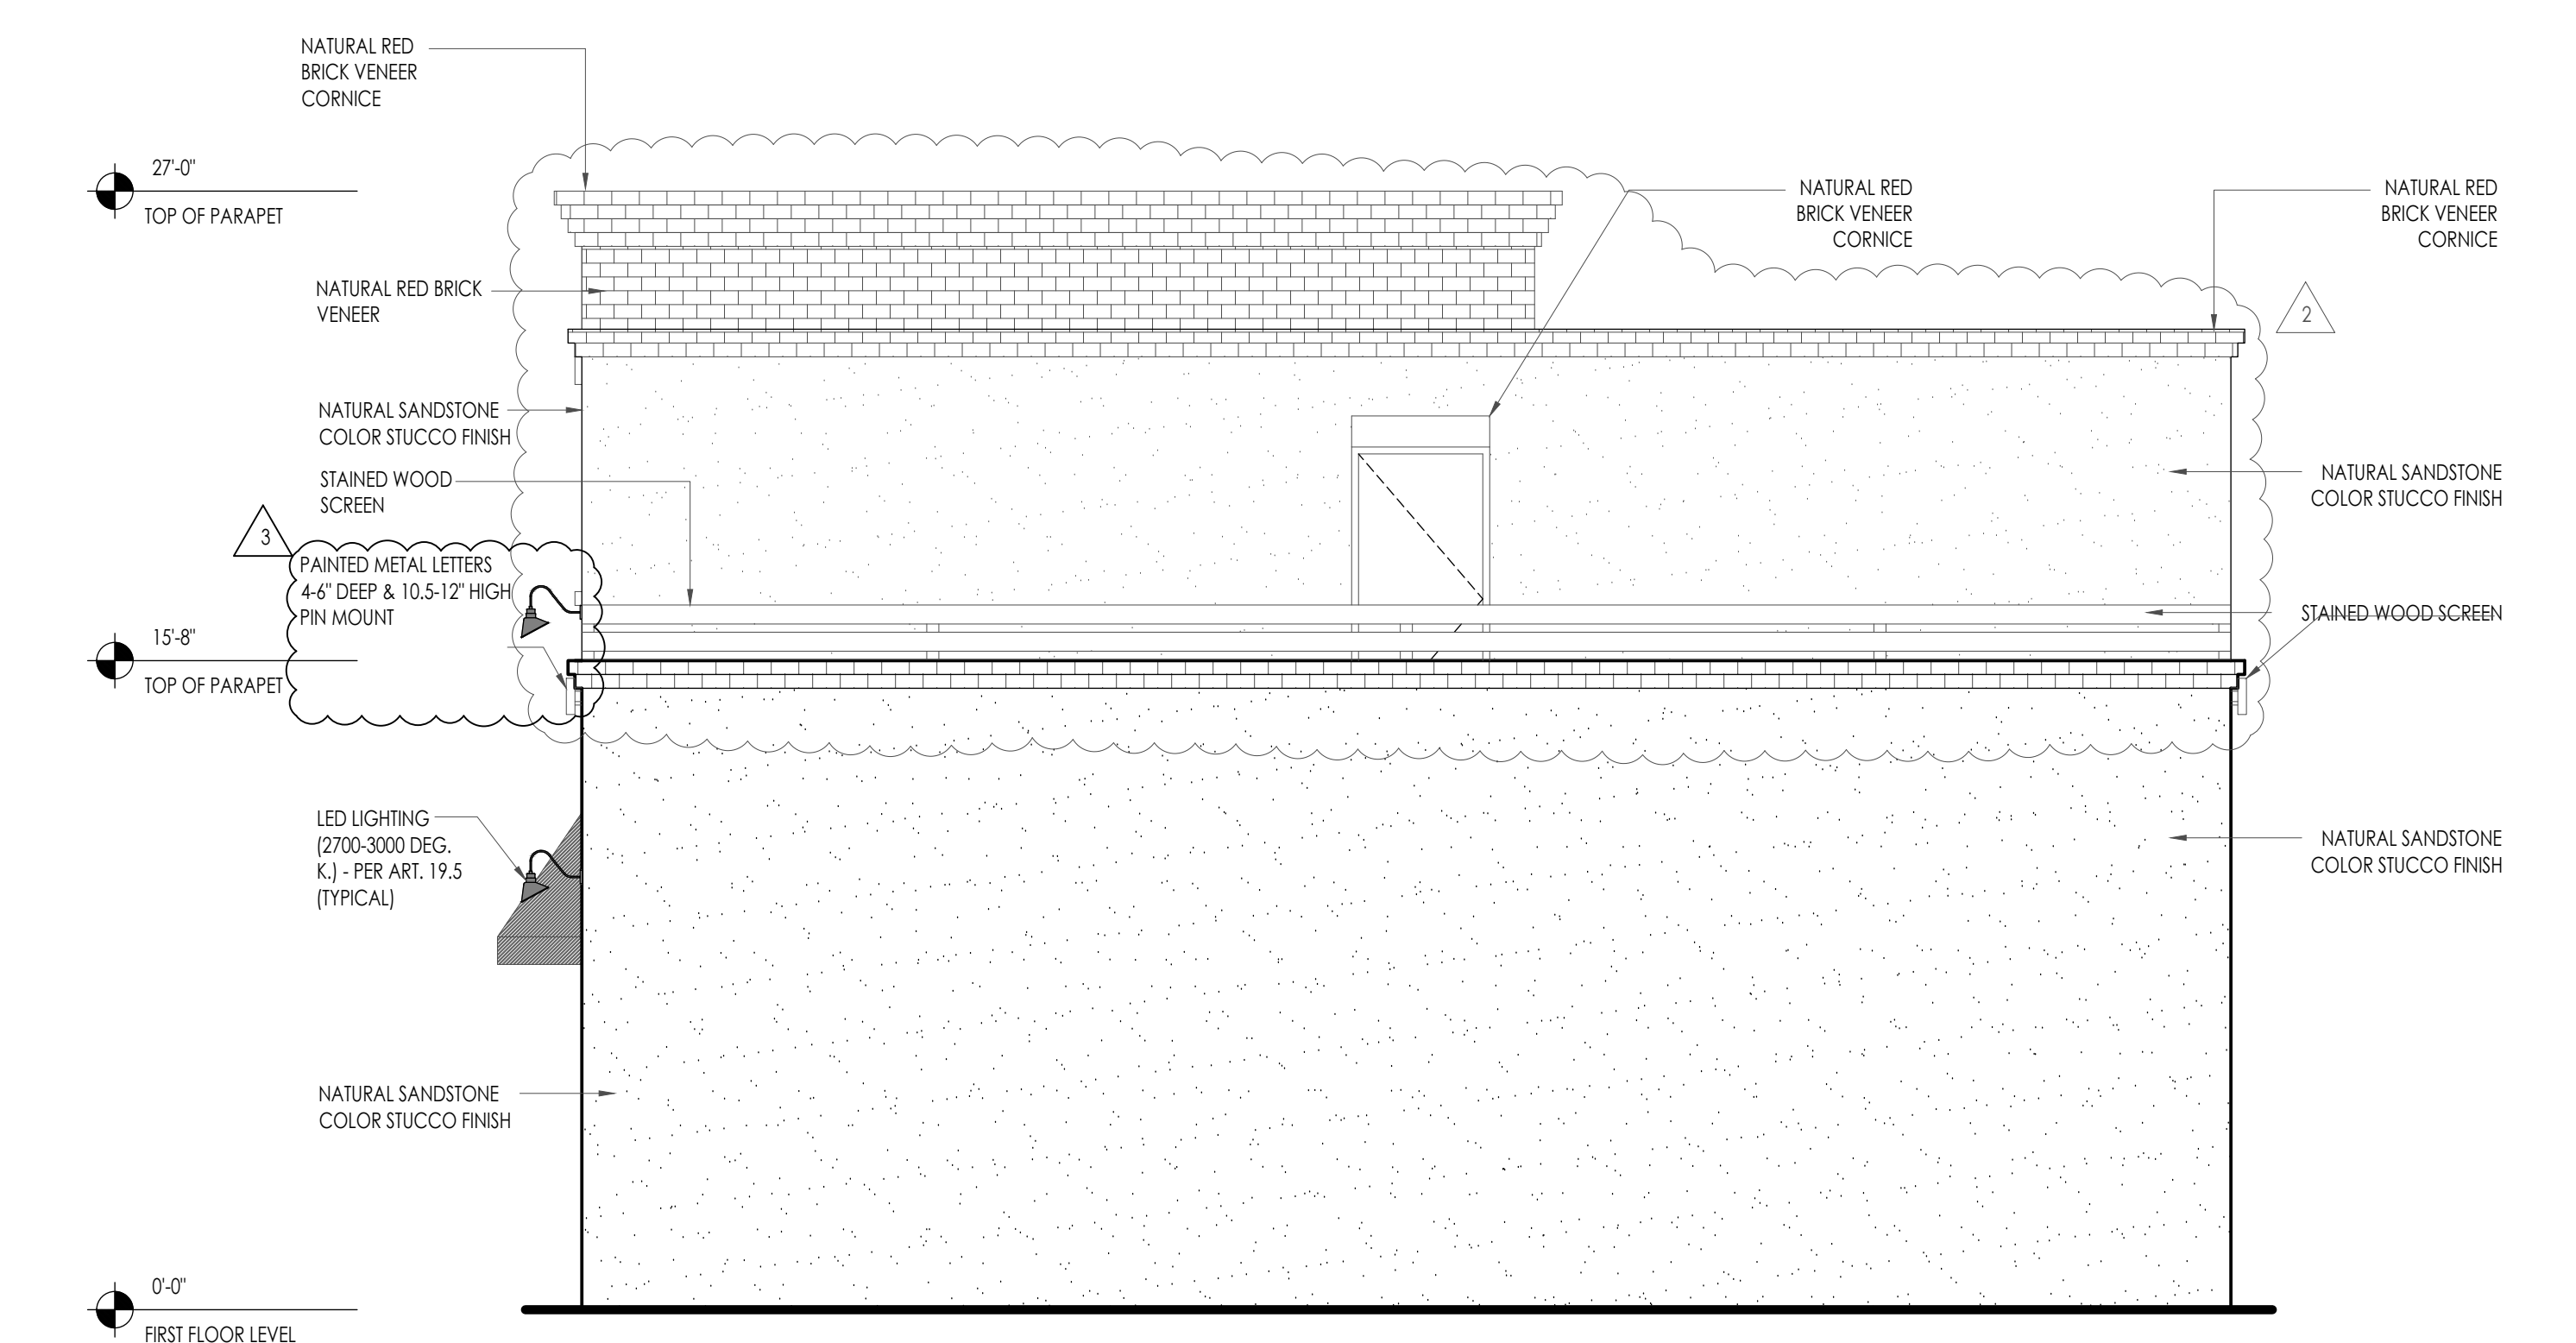 NATURAL RED
BRICK VENEER
CORNICE
27'-0"
TOP OF PARAPET
NATURAL RED
BRICK VENEER
CORNICE
NATURAL RED
BRICK VENEER
CORNICE
NATURAL RED BRICK
VENEER
2
NATURAL SANDSTONE
COLOR STUCCO FINISH
STAINED WOOD
SCREEN
NATURAL SANDSTONE
COLOR STUCCO FINISH
3
PAINTED METAL LETTERS
4-6" DEEP & 10.5-12" HIGH
PIN MOUNT
STAINED WOOD SCREEN
15'-8"
TOP OF PARAPET
LED LIGHTING
(2700-3000 DEG.
K.) - PER ART. 19.5
(TYPICAL)
NATURAL SANDSTONE
COLOR STUCCO FINISH
NATURAL SANDSTONE
COLOR STUCCO FINISH
0'-0"
FIRST FLOOR LEVEL